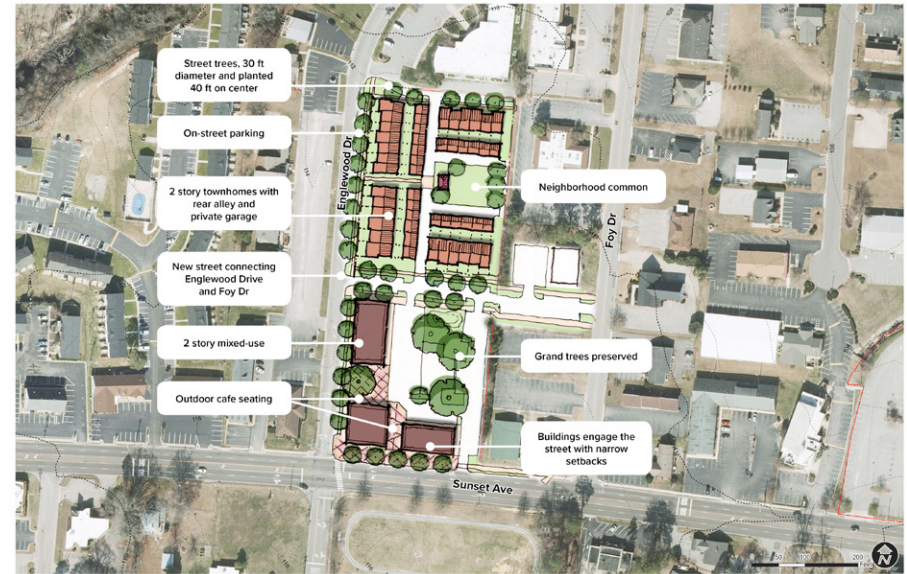 Street trees, 30 ft
diameter and planted
40 ft on center
On-street parking
Englewood Dr
2 story townhomes with
rear alley and
private garage
Neighborhood common
Foy Dr
New street connecting
Englewood Drive
and Foy Dr
2 story mixed-use
Grand trees preserved
Outdoor cafe seating
Buildings engage the
street with narrow
setbacks
Sunset Ave
50
100
200
Feet
N